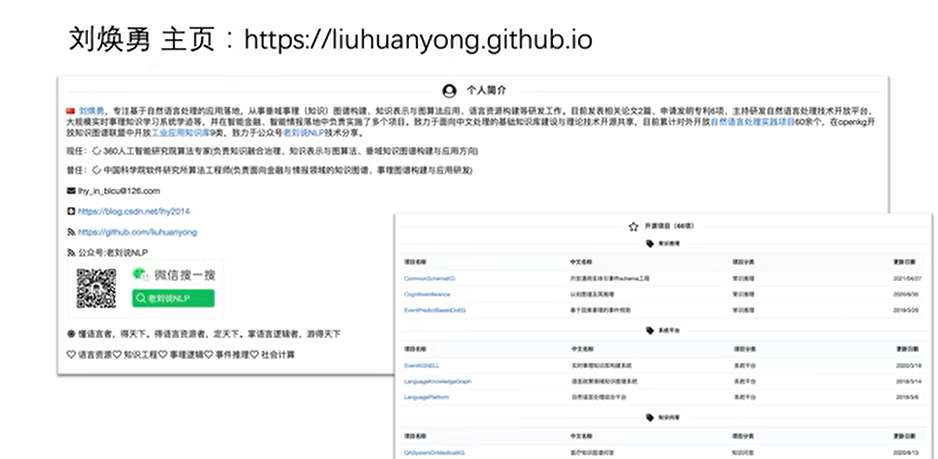 刘焕勇 主页：https://liuhuanyong.github.io
个人简介
刘焕勇，专注基于自然语言处理的应用落地，从事垂域事理（知识）图谱构建、知识表示与图算法应用、语言资源构建等研发工作。目前发表相关论文2篇、申请发明专利6项、主持研发自然语言处理技术开放平台、
大规模实时事理知识学习系统学迹等，并在智能金融、智能情报落地中负责实施了多个项目，致力于面向中文处理的基础知识库建设与理论技术开源共享，目前累计对外开放自然语言处理实践项目60余个，在openkg开
放知识图谱联盟中开放工业应用知识库9类，致力于公众号老刘说NLP技术分享。
现任：360人工智能研究院算法专家(负责知识融合治理、知识表示与图算法、垂域知识图谱构建与应用方向)
曾任：中国科学院软件研究所算法工程师(负责面向金融与情报领域的知识图谱、事理图谱构建与应用研发)
lhy_in_blcu@126.com
https://blog.csdn.net/lhy2014
https://github.com/liuhuanyong
公众号:老刘说NLP
微信搜一搜
老刘说NLP
懂语言者，得天下。得语言资源者，定天下。掌语言逻辑者，游得天下
语言资源 知识工程 事理逻辑 事件推理 社会计算
开源项目（66项）
常识推理
项目名称 中文名称 项目分类 更新日期
CommonSchemaKG 开放通用实体与事件schema工程 常识推理 2021/04/27
CognitiveInference 认知图谱及其推理 常识推理 2020/6/30
EventPredictBasedOnEG 基于因果事理的事件预测 常识推理 2019/3/29
系统平台
项目名称 中文名称 项目分类 更新日期
EventKGNELL 实时事理知识库构建系统 系统平台 2020/3/16
LanguageKnowledgeGraph 语言政策领域知识图谱系统 系统平台 2019/5/14
LanguagePlatform 自然语言处理综合平台 系统平台 2019/5/6
知识问答
项目名称 中文名称 项目分类 更新日期
QASystemOnMedicalKG 医疗知识图谱问答 知识问答 2020/6/13